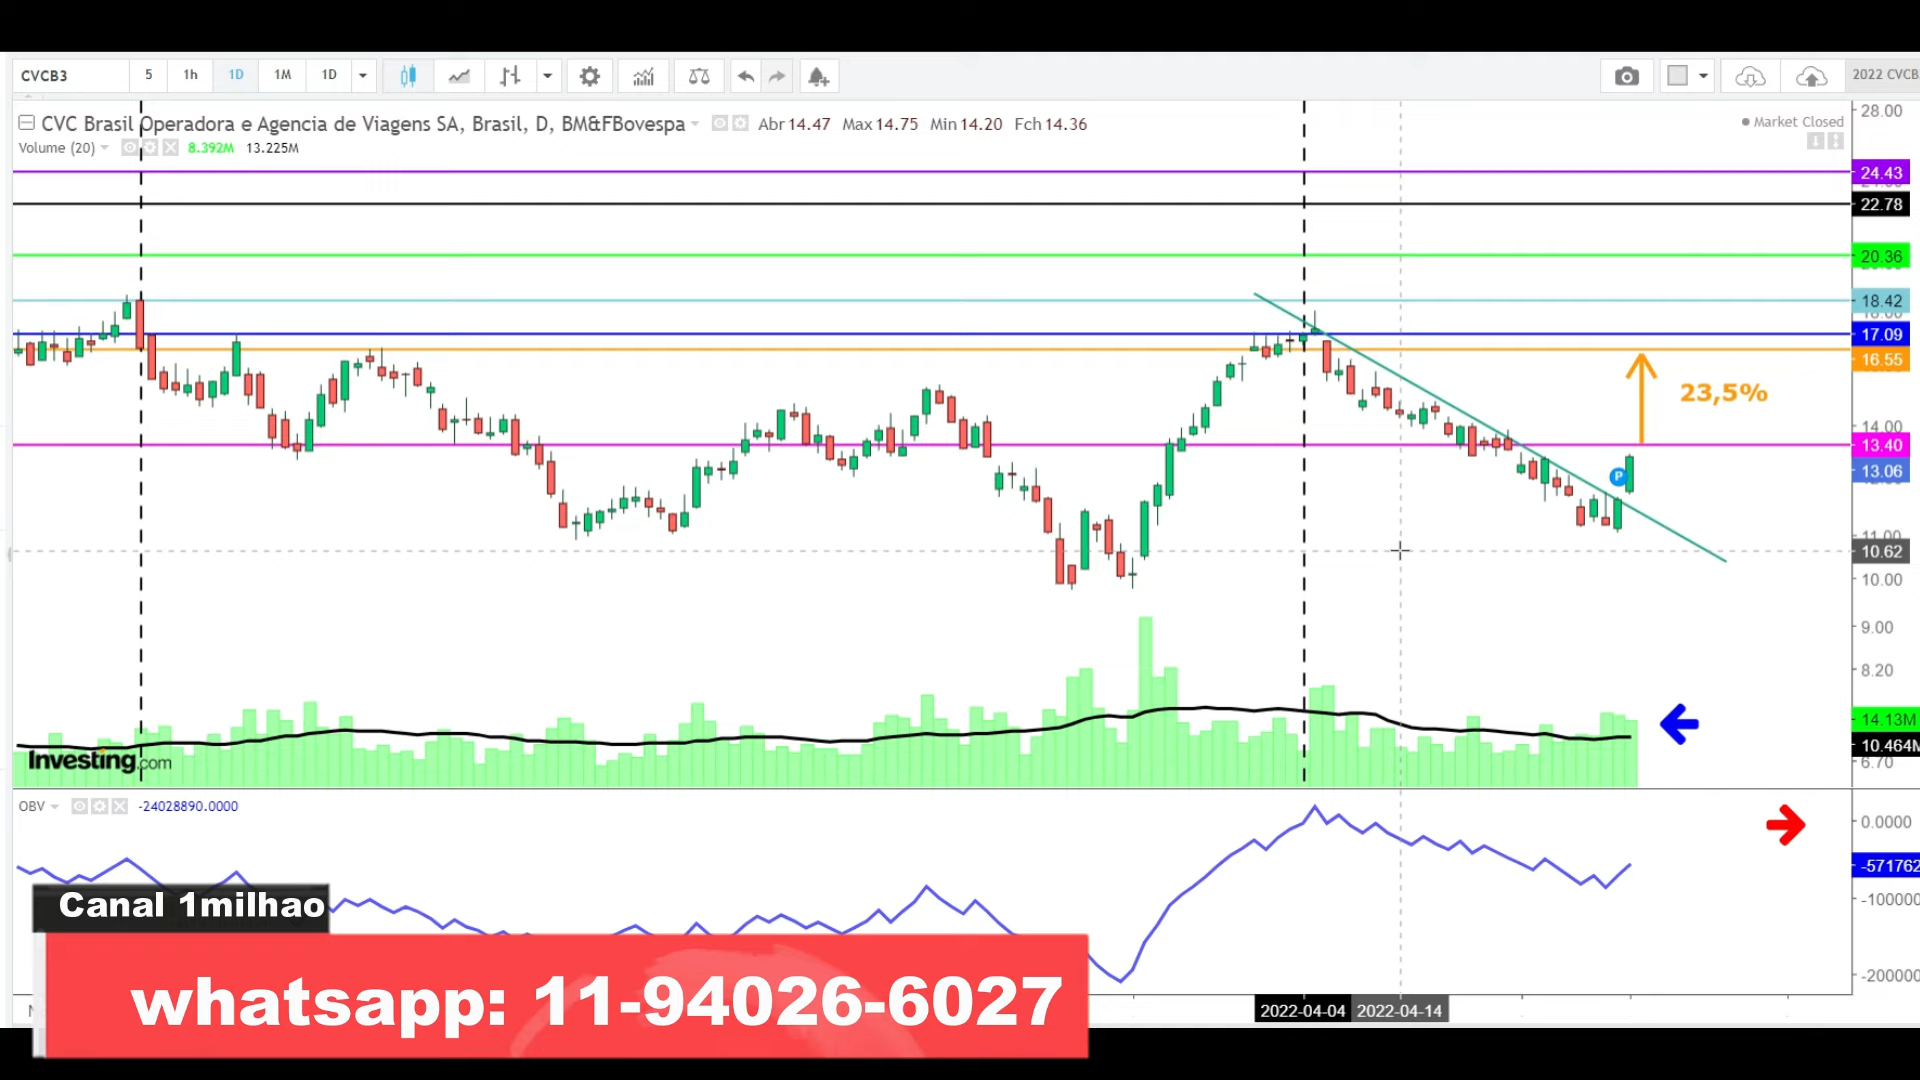 CVCB3 5 1h 1D 1M 1D 2022 CVCB
CVC Brasil Operadora e Agencia de Viagens SA, Brasil, D, BM&FBovespa Abr 14.47 Max 14.75 Min 14.20 Fch 14.36
Market Closed
Volume (20) 8.392M 13.225M
28.00
24.43
22.78
20.36
18.42
18.00
17.09
16.55
23,5%
14.00
13.40
13.06
P
11.00
10.62
10.00
9.00
8.20
14.13M
10.464M
6.70
Investing.com
OBV -24028890.0000
0.0000
-571762
-100000
-200000
Canal 1milhao
whatsapp: 11-94026-6027
2022-04-04 2022-04-14